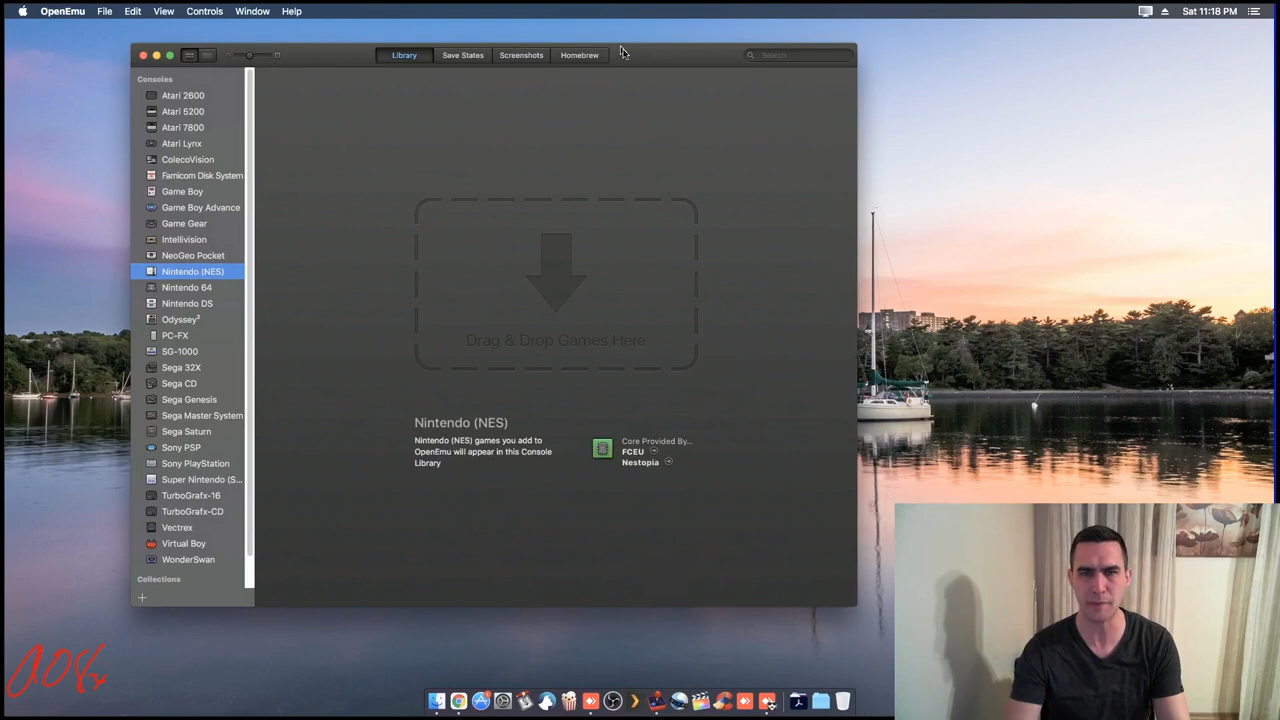 OpenEmu File Edit View Controls Window Help Sat 11:18 PM
Library Save States Screenshots Homebrew Search
Consoles
Atari 2600
Atari 5200
Atari 7800
Atari Lynx
ColecoVision
Famicom Disk System
Game Boy
Game Boy Advance
Game Gear
Intellivision
NeoGeo Pocket
Nintendo (NES)
Nintendo 64
Nintendo DS
Odyssey²
PC-FX
SG-1000
Sega 32X
Sega CD
Sega Genesis
Sega Master System
Sega Saturn
Sony PSP
Sony PlayStation
Super Nintendo (S...
TurboGrafx-16
TurboGrafx-CD
Vectrex
Virtual Boy
WonderSwan
Collections
Drag & Drop Games Here
Nintendo (NES)
Nintendo (NES) games you add to
OpenEmu will appear in this Console
Library
Core Provided By...
FCEU
Nestopia